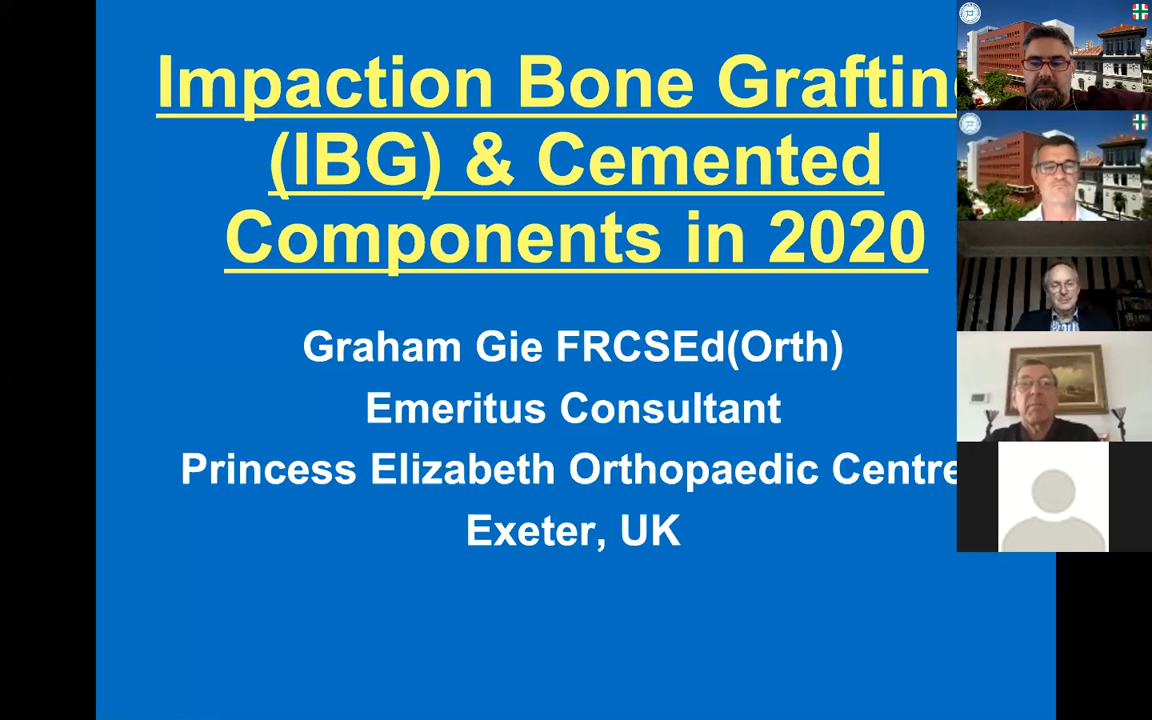 Impaction Bone Graftin
(IBG) & Cemented
Components in 2020
Graham Gie FRCSEd(Orth)
Emeritus Consultant
Princess Elizabeth Orthopaedic Centre
Exeter, UK